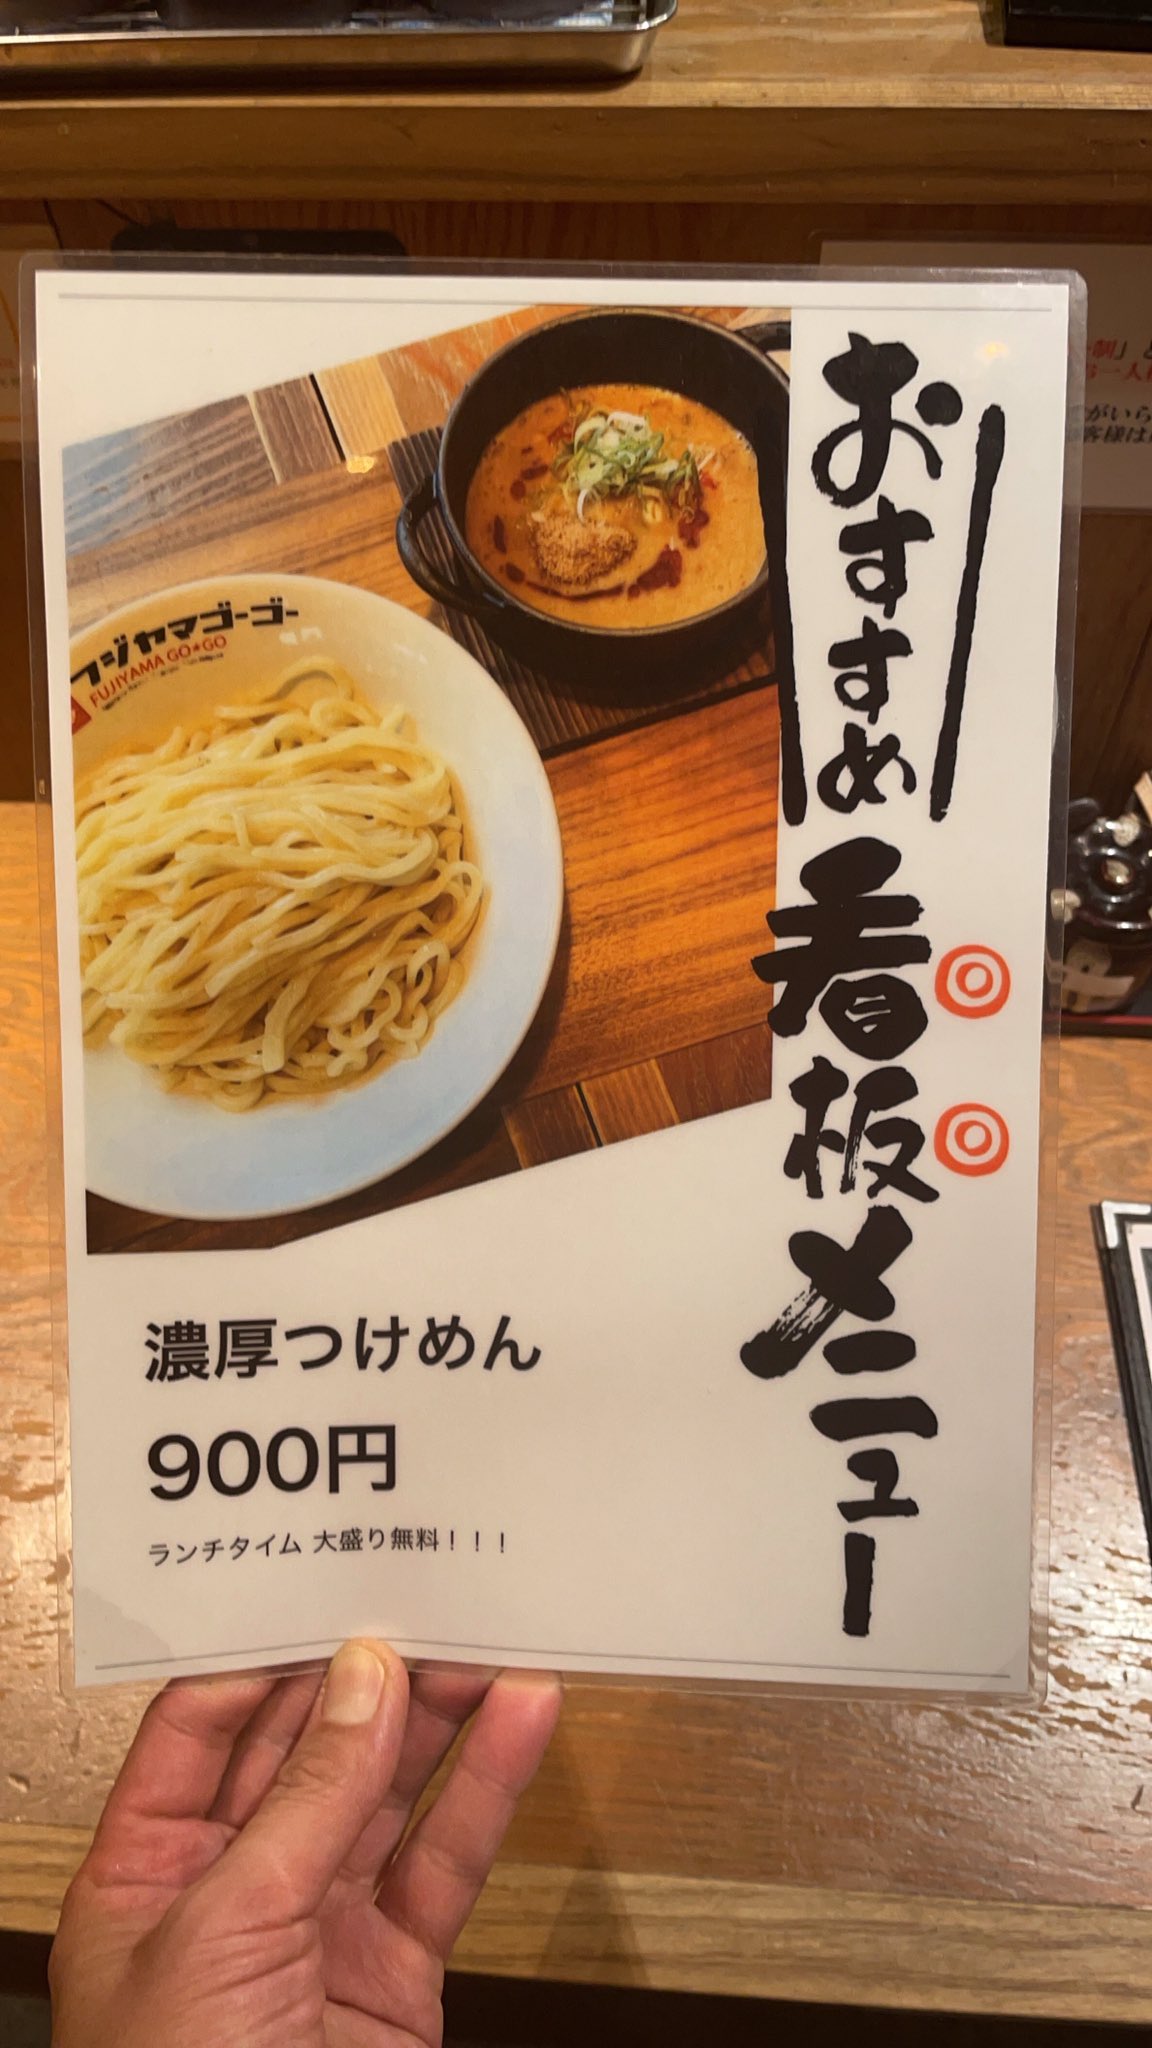 おすすめ
看板メニュー
フジヤマゴーゴー
FUJIYAMA GO★GO
濃厚つけめん
900円
ランチタイム 大盛り無料！！！